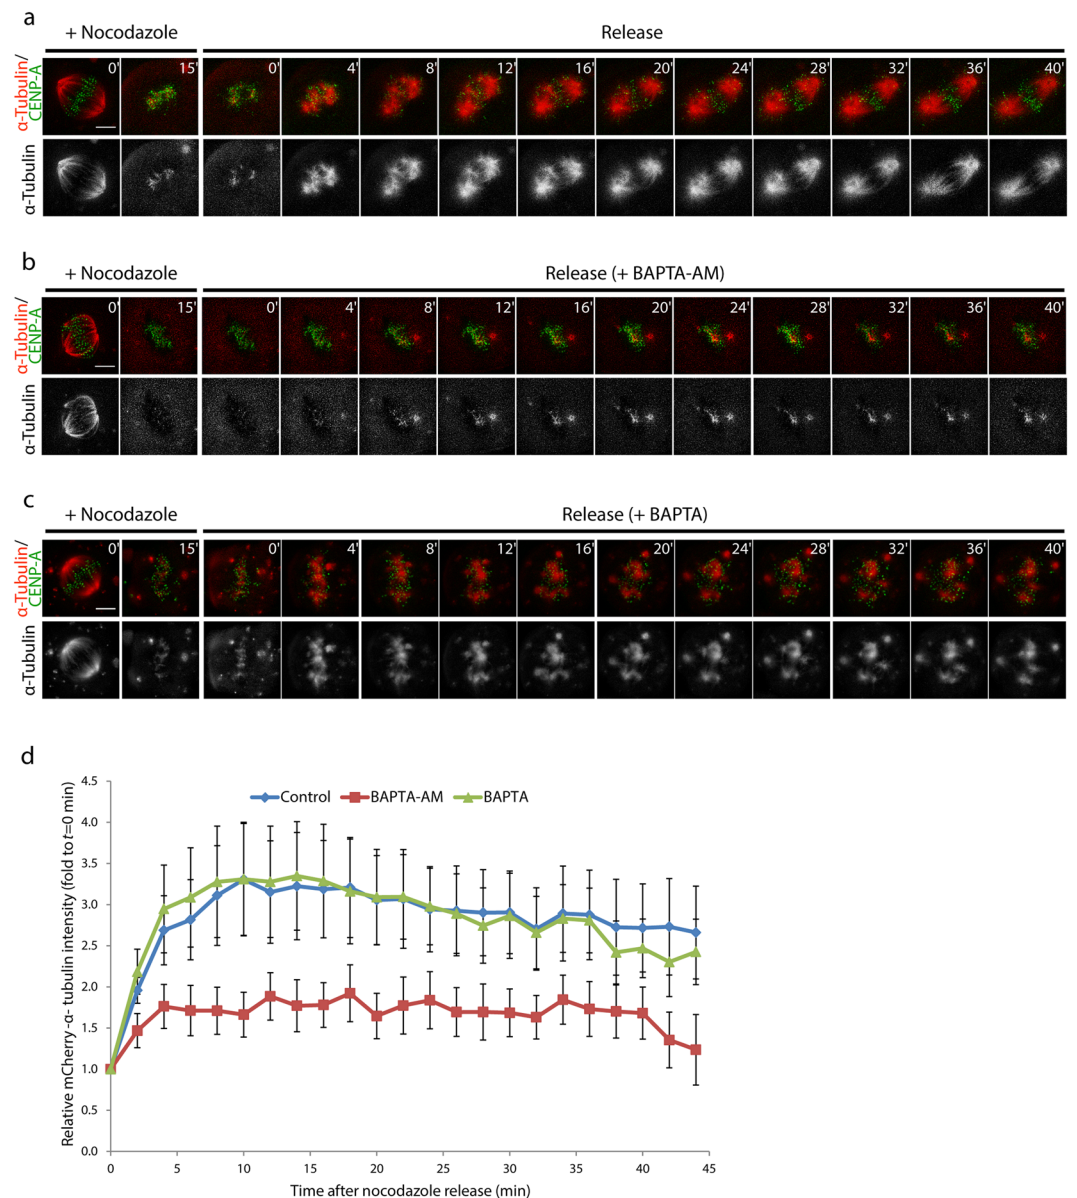 a
+ Nocodazole
Release
α-Tubulin/
CENP-A
0'
15'
0'
4'
8'
12'
16'
20'
24'
28'
32'
36'
40'
α-Tubulin
b
+ Nocodazole
Release (+ BAPTA-AM)
α-Tubulin/
CENP-A
0'
15'
0'
4'
8'
12'
16'
20'
24'
28'
32'
36'
40'
α-Tubulin
c
+ Nocodazole
Release (+ BAPTA)
α-Tubulin/
CENP-A
0'
15'
0'
4'
8'
12'
16'
20'
24'
28'
32'
36'
40'
α-Tubulin
d
Relative mCherry-α- tubulin intensity (fold to t=0 min)
4.5
4.0
3.5
3.0
2.5
2.0
1.5
1.0
0.5
0.0
Control
BAPTA-AM
BAPTA
0
5
10
15
20
25
30
35
40
45
Time after nocodazole release (min)